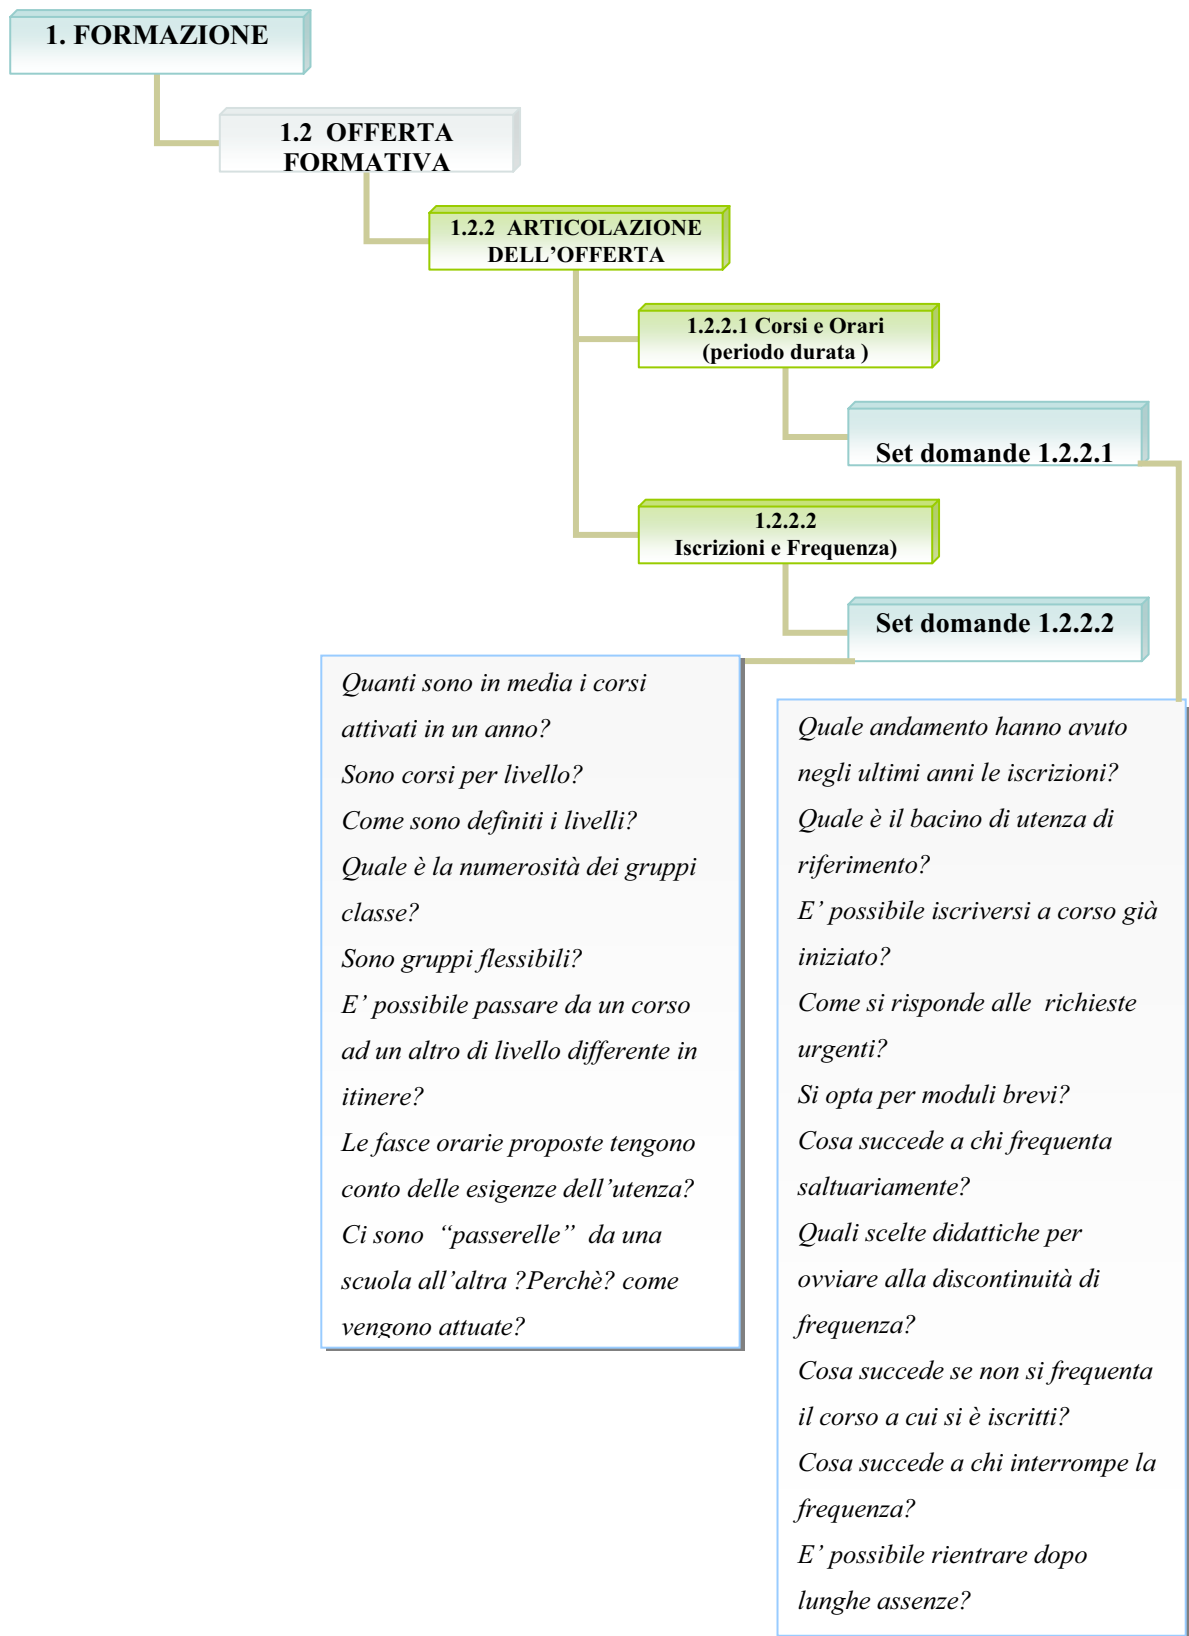 1. FORMAZIONE
1.2 OFFERTA
FORMATIVA
1.2.2 ARTICOLAZIONE
DELL’OFFERTA
1.2.2.1 Corsi e Orari
(periodo durata )
Set domande 1.2.2.1
1.2.2.2
Iscrizioni e Frequenza)
Set domande 1.2.2.2
Quanti sono in media i corsi
attivati in un anno?
Sono corsi per livello?
Come sono definiti i livelli?
Quale è la numerosità dei gruppi
classe?
Sono gruppi flessibili?
E’ possibile passare da un corso
ad un altro di livello differente in
itinere?
Le fasce orarie proposte tengono
conto delle esigenze dell’utenza?
Ci sono “passerelle” da una
scuola all’altra ?Perchè? come
vengono attuate?
Quale andamento hanno avuto
negli ultimi anni le iscrizioni?
Quale è il bacino di utenza di
riferimento?
E’ possibile iscriversi a corso già
iniziato?
Come si risponde alle richieste
urgenti?
Si opta per moduli brevi?
Cosa succede a chi frequenta
saltuariamente?
Quali scelte didattiche per
ovviare alla discontinuità di
frequenza?
Cosa succede se non si frequenta
il corso a cui si è iscritti?
Cosa succede a chi interrompe la
frequenza?
E’ possibile rientrare dopo
lunghe assenze?